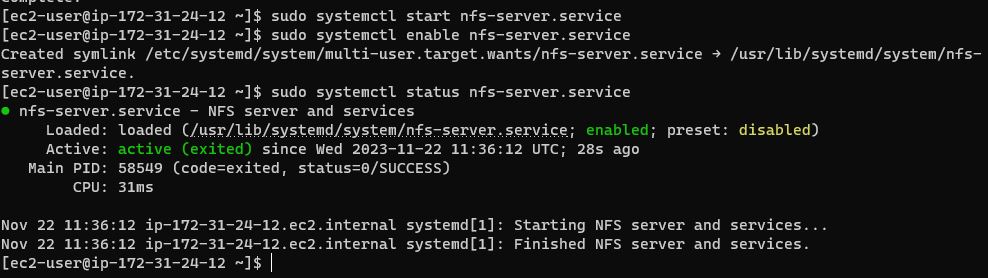 [ec2-user@ip-172-31-24-12 ~]$ sudo systemctl start nfs-server.service
[ec2-user@ip-172-31-24-12 ~]$ sudo systemctl enable nfs-server.service
Created symlink /etc/systemd/system/multi-user.target.wants/nfs-server.service → /usr/lib/systemd/system/nfs-
server.service.
[ec2-user@ip-172-31-24-12 ~]$ sudo systemctl status nfs-server.service
● nfs-server.service - NFS server and services
     Loaded: loaded (/usr/lib/systemd/system/nfs-server.service; enabled; preset: disabled)
     Active: active (exited) since Wed 2023-11-22 11:36:12 UTC; 28s ago
   Main PID: 58549 (code=exited, status=0/SUCCESS)
        CPU: 31ms

Nov 22 11:36:12 ip-172-31-24-12.ec2.internal systemd[1]: Starting NFS server and services...
Nov 22 11:36:12 ip-172-31-24-12.ec2.internal systemd[1]: Finished NFS server and services.
[ec2-user@ip-172-31-24-12 ~]$